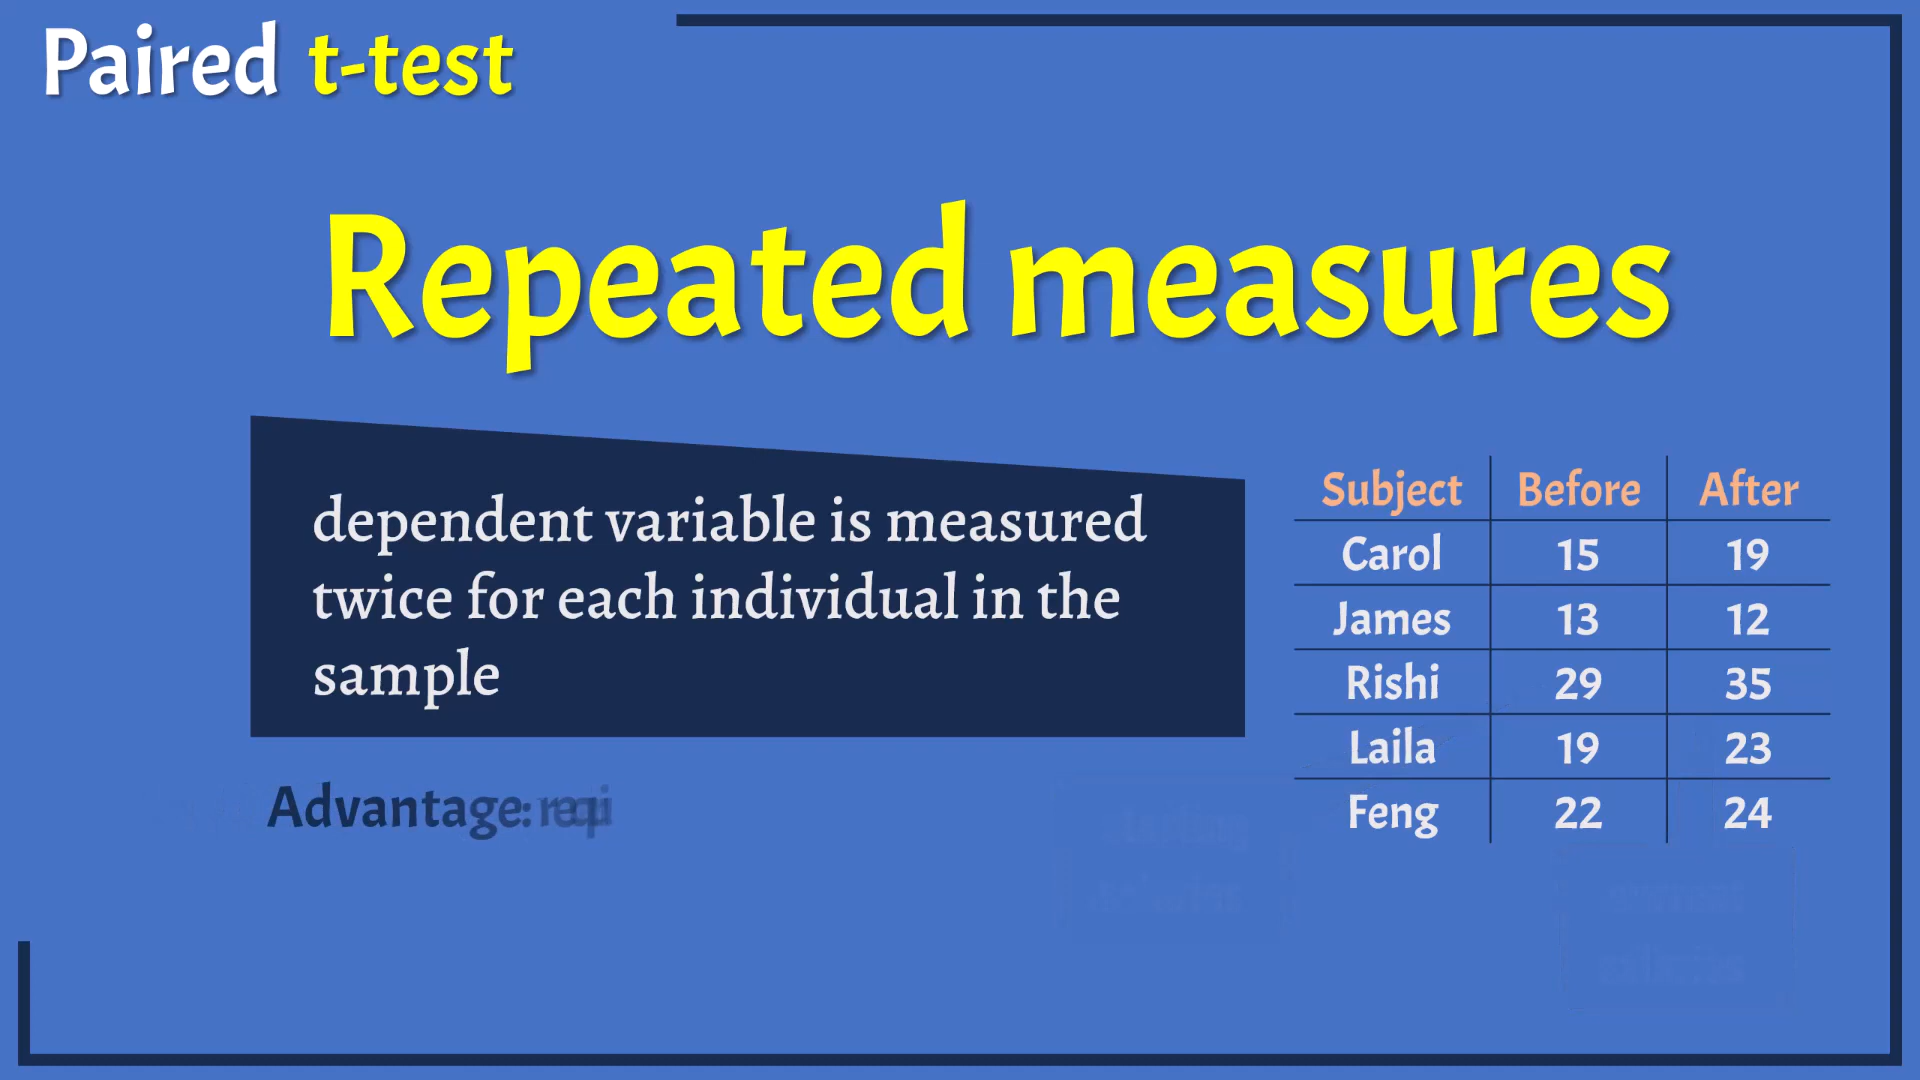 Paired t-test
Repeated measures
dependent variable is measured
twice for each individual in the
sample
Subject Before After
Carol 15 19
James 13 12
Rishi 29 35
Laila 19 23
Feng 22 24
Advantage: